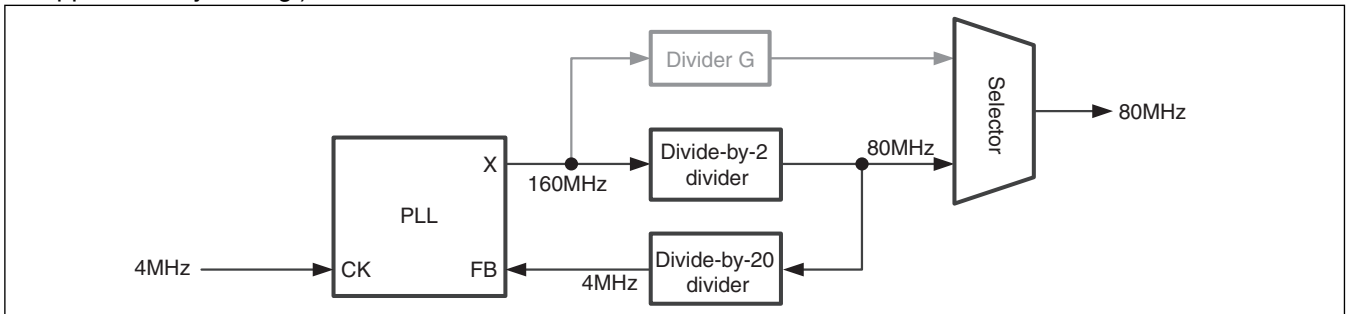 Divider G
Selector
80MHz
Divide-by-2
divider
80MHz
X
160MHz
PLL
4MHz
CK
FB
4MHz
Divide-by-20
divider